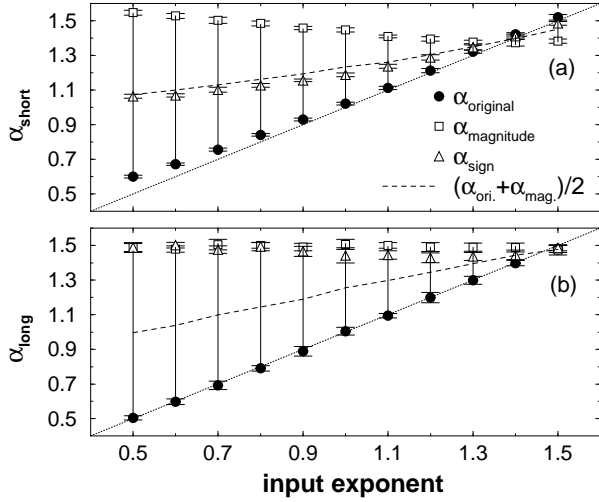 1.5
1.3
1.1
0.9
0.7
0.5
α_short
(a)
α_original
α_magnitude
α_sign
(α_ori.+α_mag.)/2
1.5
1.3
1.1
0.9
0.7
0.5
α_long
(b)
0.5 0.7 0.9 1.1 1.3 1.5
input exponent